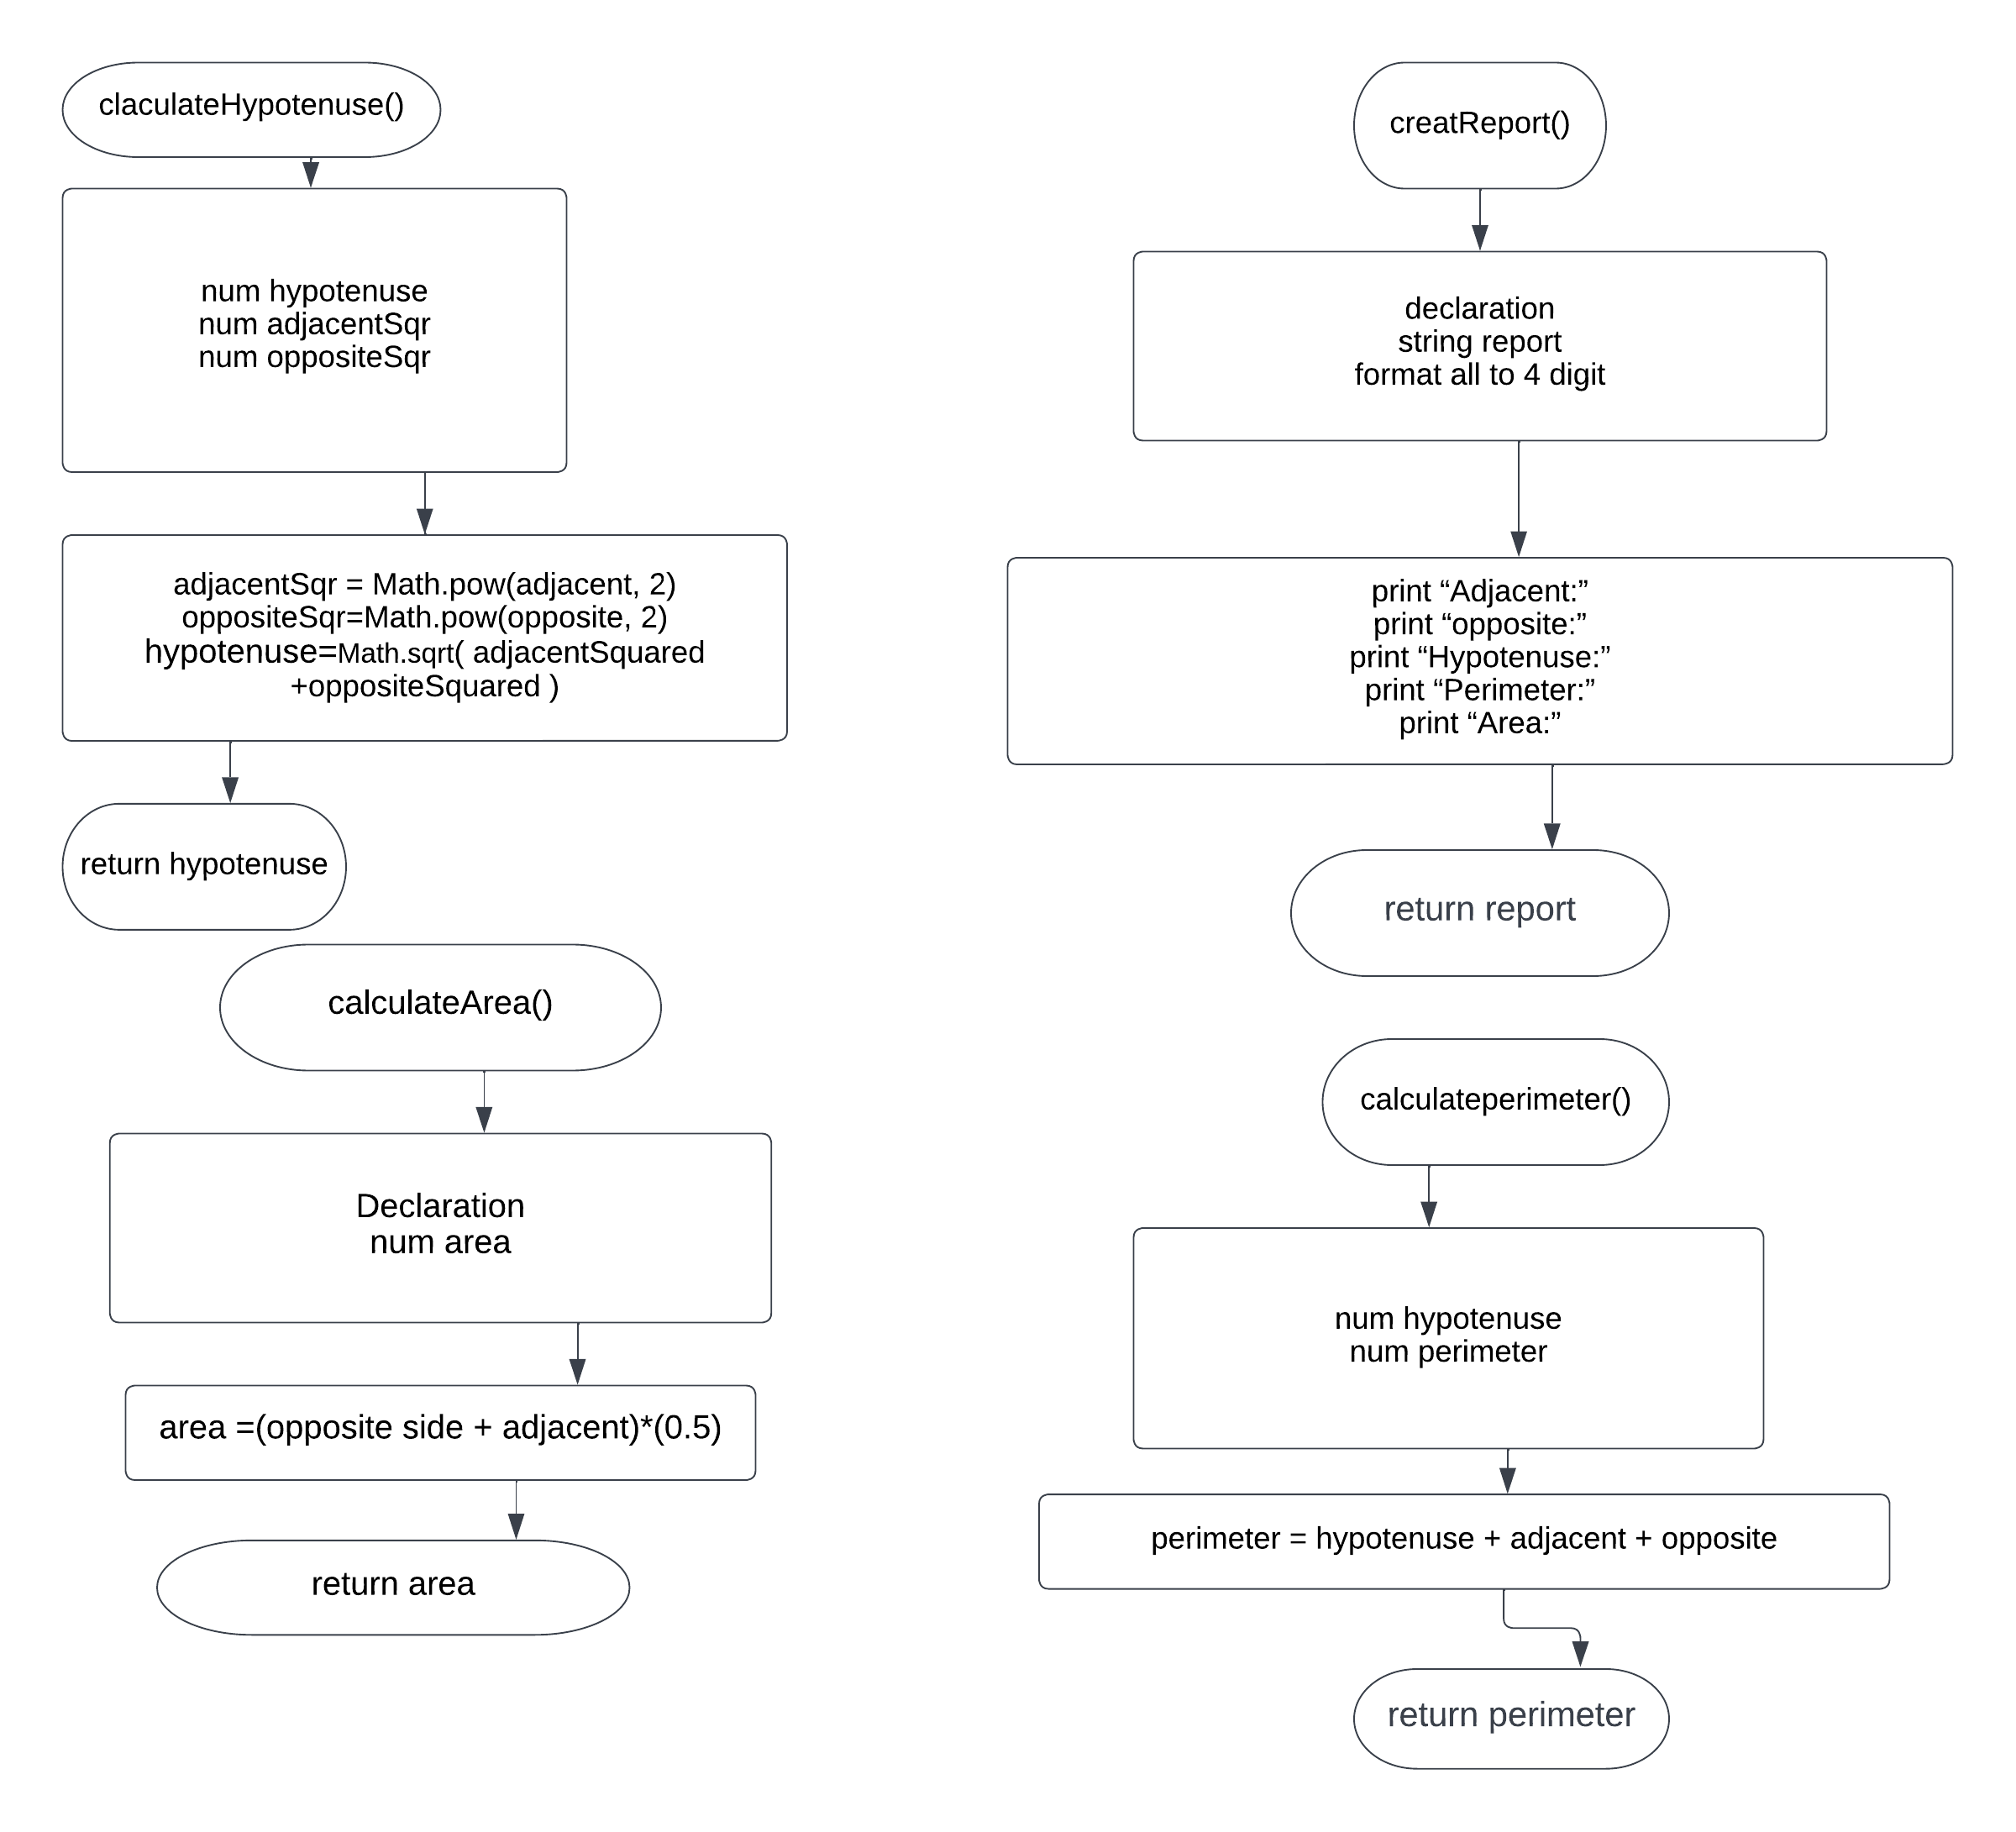 claculateHypotenuse()
num hypotenuse
num adjacentSqr
num oppositeSqr
adjacentSqr = Math.pow(adjacent, 2)
oppositeSqr=Math.pow(opposite, 2)
hypotenuse=Math.sqrt( adjacentSquared
+oppositeSquared )
return hypotenuse
calculateArea()
Declaration
num area
area =(opposite side + adjacent)*(0.5)
return area
creatReport()
declaration
string report
format all to 4 digit
print “Adjacent:”
print “opposite:”
print “Hypotenuse:”
print “Perimeter:”
print “Area:”
return report
calculateperimeter()
num hypotenuse
num perimeter
perimeter = hypotenuse + adjacent + opposite
return perimeter